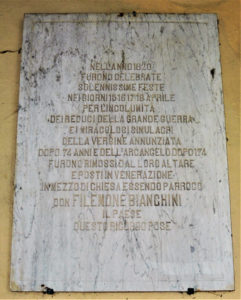 NELL'ANNO 1920
FURONO CELEBRATE
SOLENNISSIME FESTE
NEI GIORNI 15 16 17 18 APRILE
PER L'INCOLUMITÀ
DEI REDUCI DELLA GRANDE GUERRA
E I MIRACOLOSI SIMULACRI
DELLA VERGINE ANNUNZIATA
DOPO 74 ANNI E DELL'ARCANGELO DOPO 174
FURONO RIMOSSI DAL LORO ALTARE
E POSTI IN VENERAZIONE
IN MEZZO DI CHIESA ESSENDO PARROCO
DON FILEMONE BIANCHINI
IL PAESE
QUESTO RICORDO POSE